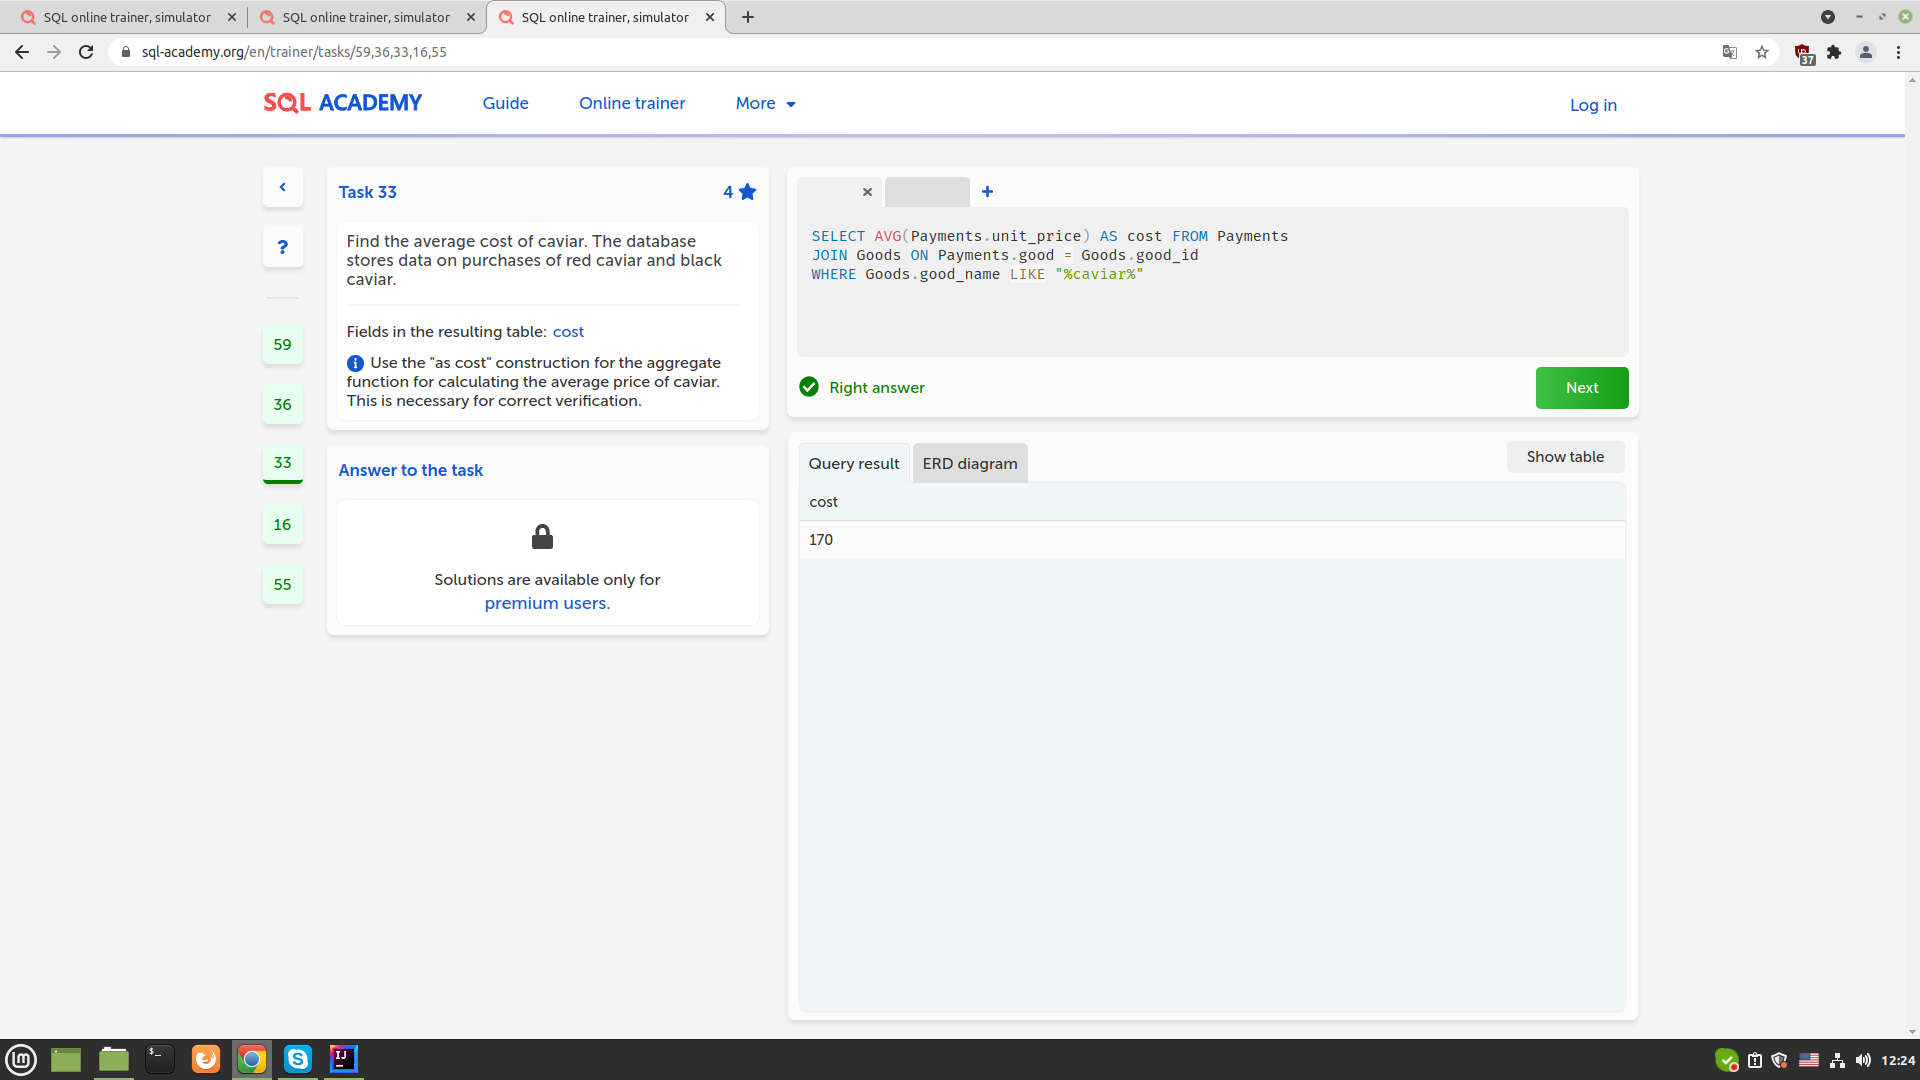 SQL online trainer, simulator
SQL online trainer, simulator
SQL online trainer, simulator
sql-academy.org/en/trainer/tasks/59,36,33,16,55
37
SQL ACADEMY
Guide
Online trainer
More
Log in
Task 33
4
Find the average cost of caviar. The database
stores data on purchases of red caviar and black
caviar.
Fields in the resulting table: cost
Use the "as cost" construction for the aggregate
function for calculating the average price of caviar.
This is necessary for correct verification.
?
59
36
33
16
55
Answer to the task
Solutions are available only for
premium users.
SELECT AVG(Payments.unit_price) AS cost FROM Payments
JOIN Goods ON Payments.good = Goods.good_id
WHERE Goods.good_name LIKE "%caviar%"
Right answer
Next
Query result
ERD diagram
Show table
cost
170
12:24